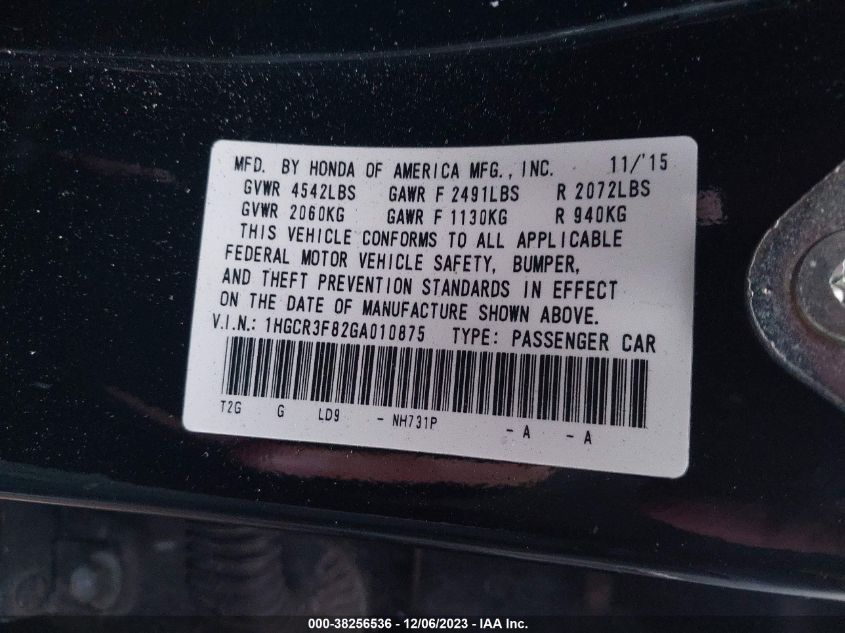 MFD. BY HONDA OF AMERICA MFG., INC. 11/'15
GVWR 4542LBS GAWR F 2491LBS R 2072LBS
GVWR 2060KG GAWR F 1130KG R 940KG
THIS VEHICLE CONFORMS TO ALL APPLICABLE
FEDERAL MOTOR VEHICLE SAFETY, BUMPER,
AND THEFT PREVENTION STANDARDS IN EFFECT
ON THE DATE OF MANUFACTURE SHOWN ABOVE.
V.I.N.: 1HGCR3F82GA010875 TYPE: PASSENGER CAR
T2G G LD9 - NH731P - A - A
000-38256536 - 12/06/2023 - IAA Inc.